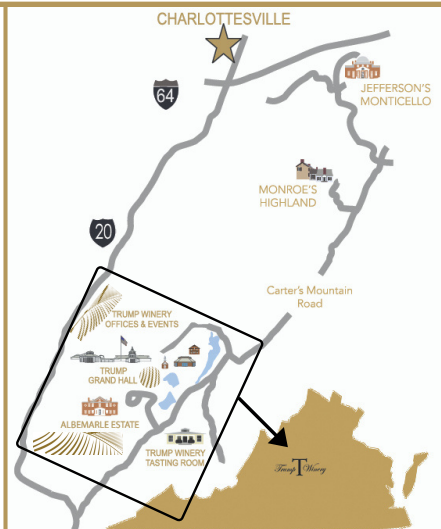 CHARLOTTESVILLE
64
JEFFERSON'S
MONTICELLO
MONROE'S
HIGHLAND
20
Carter's Mountain
Road
TRUMP WINERY
OFFICES & EVENTS
TRUMP
GRAND HALL
ALBEMARLE ESTATE
TRUMP WINERY
TASTING ROOM
Trump T Winery